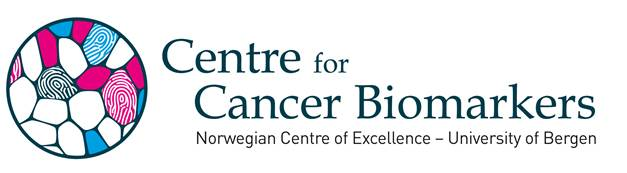 Centre for
Cancer Biomarkers
Norwegian Centre of Excellence – University of Bergen